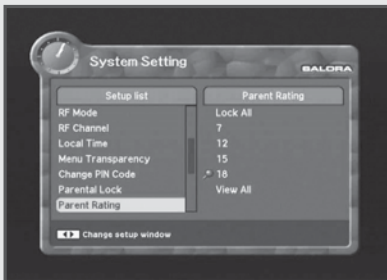 System Setting
SALORA
Setup list
RF Mode
RF Channel
Local Time
Menu Transparency
Change PIN Code
Parental Lock
Parent Rating
Parent Rating
Lock All
7
12
15
18
View All
Change setup window